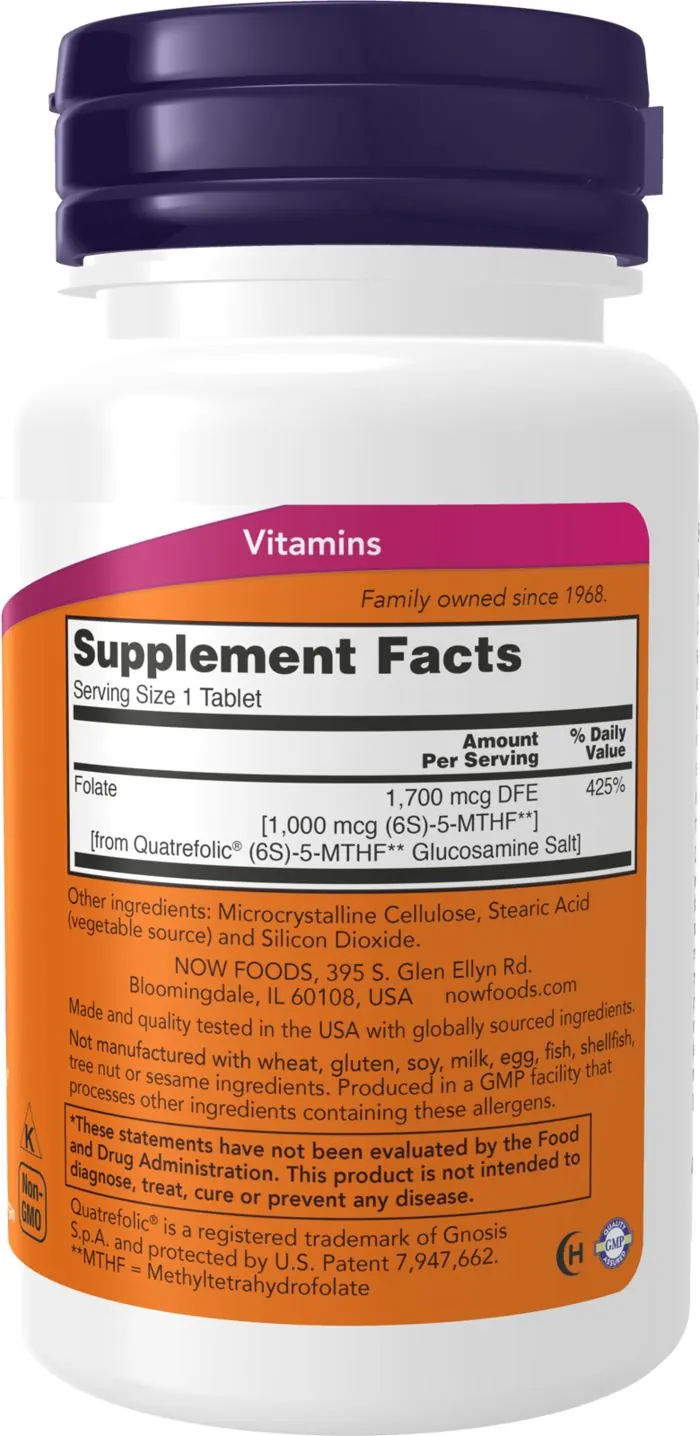 Vitamins
Family owned since 1968.
Supplement Facts
Serving Size 1 Tablet
Amount Per Serving
% Daily Value
Folate 1,700 mcg DFE 425%
[1,000 mcg (6S)-5-MTHF**]
[from Quatrefolic® (6S)-5-MTHF** Glucosamine Salt]
Other ingredients: Microcrystalline Cellulose, Stearic Acid
(vegetable source) and Silicon Dioxide.
NOW FOODS, 395 S. Glen Ellyn Rd.
Bloomingdale, IL 60108, USA nowfoods.com
Made and quality tested in the USA with globally sourced ingredients.
Not manufactured with wheat, gluten, soy, milk, egg, fish, shellfish,
tree nut or sesame ingredients. Produced in a GMP facility that
processes other ingredients containing these allergens.
*These statements have not been evaluated by the Food
and Drug Administration. This product is not intended to
diagnose, treat, cure or prevent any disease.
Quatrefolic® is a registered trademark of Gnosis
S.p.A. and protected by U.S. Patent 7,947,662.
**MTHF = Methyltetrahydrofolate
K
Non-
GMO
CH
QUALITY
GMP
ASSURED